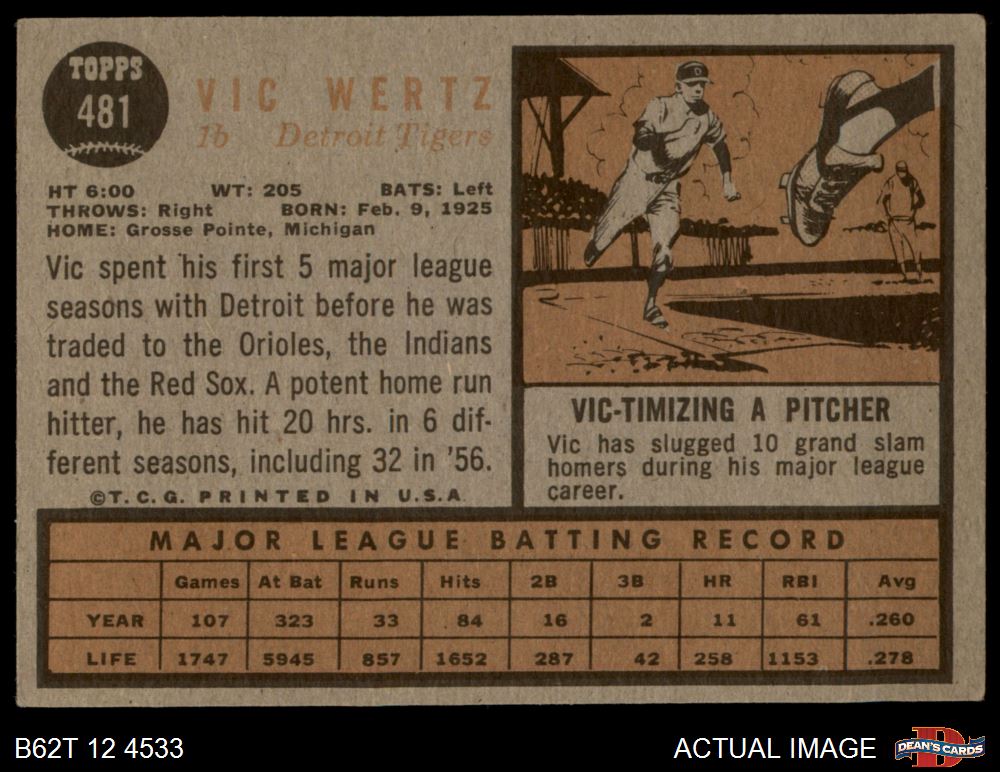 TOPPS
481
VIC WERTZ
1b Detroit Tigers
HT 6:00 WT: 205 BATS: Left
THROWS: Right BORN: Feb. 9, 1925
HOME: Grosse Pointe, Michigan
Vic spent his first 5 major league
seasons with Detroit before he was
traded to the Orioles, the Indians
and the Red Sox. A potent home run
hitter, he has hit 20 hrs. in 6 dif-
ferent seasons, including 32 in '56.
©T.C.G. PRINTED IN U.S.A.
D
VIC-TIMIZING A PITCHER
Vic has slugged 10 grand slam
homers during his major league
career.
MAJOR LEAGUE BATTING RECORD
Games At Bat Runs Hits 2B 3B HR RBI Avg
YEAR 107 323 33 84 16 2 11 61 .260
LIFE 1747 5945 857 1652 287 42 258 1153 .278
B62T 12 4533
ACTUAL IMAGE
D
DEAN'S CARDS